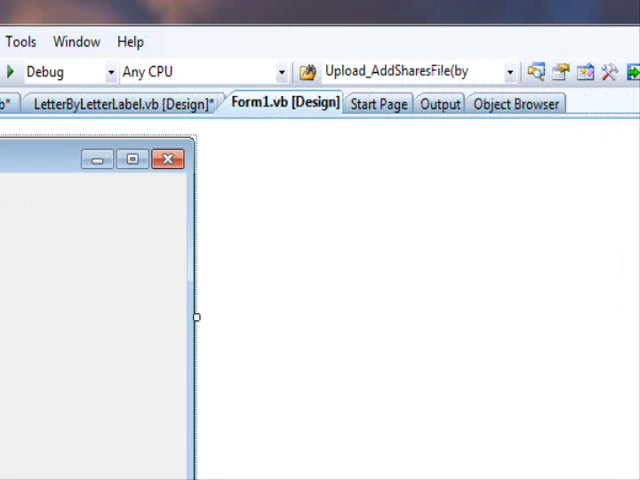 Tools Window Help
Debug Any CPU Upload_AddSharesFile(by
b* LetterByLetterLabel.vb [Design]* Form1.vb [Design] Start Page Output Object Browser